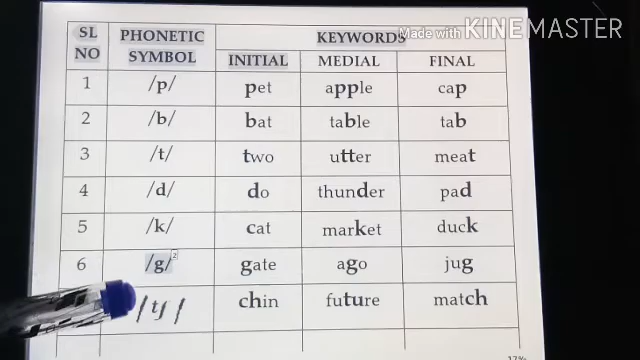 Made with KINEMASTER
SL NO PHONETIC SYMBOL KEYWORDS
INITIAL MEDIAL FINAL
1 /p/ pet apple cap
2 /b/ bat table tab
3 /t/ two utter meat
4 /d/ do thunder pad
5 /k/ cat market duck
6 /g/ gate ago jug
/tʃ/ chin future match